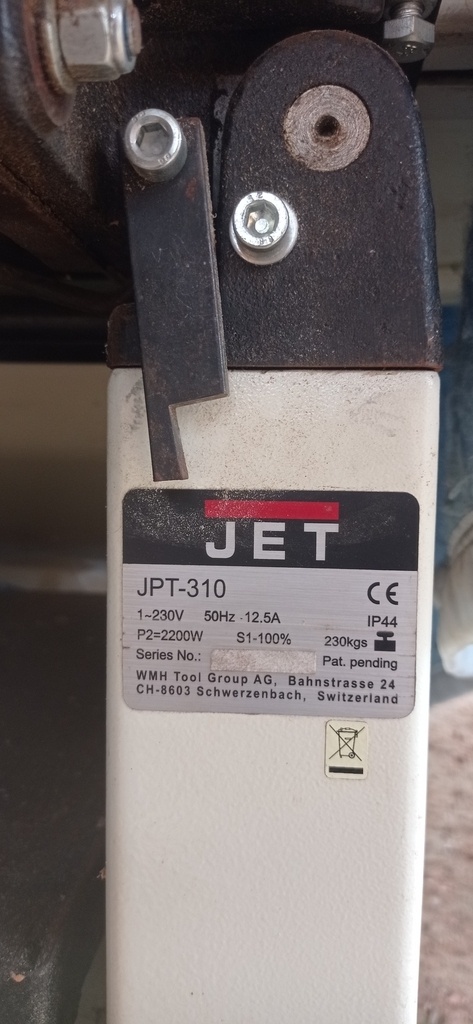 JET
JPT-310
CE
1~230V 50Hz -12.5A IP44
P2=2200W S1-100% 230kgs
Series No.: Pat. pending
WMH Tool Group AG, Bahnstrasse 24
CH-8603 Schwerzenbach, Switzerland